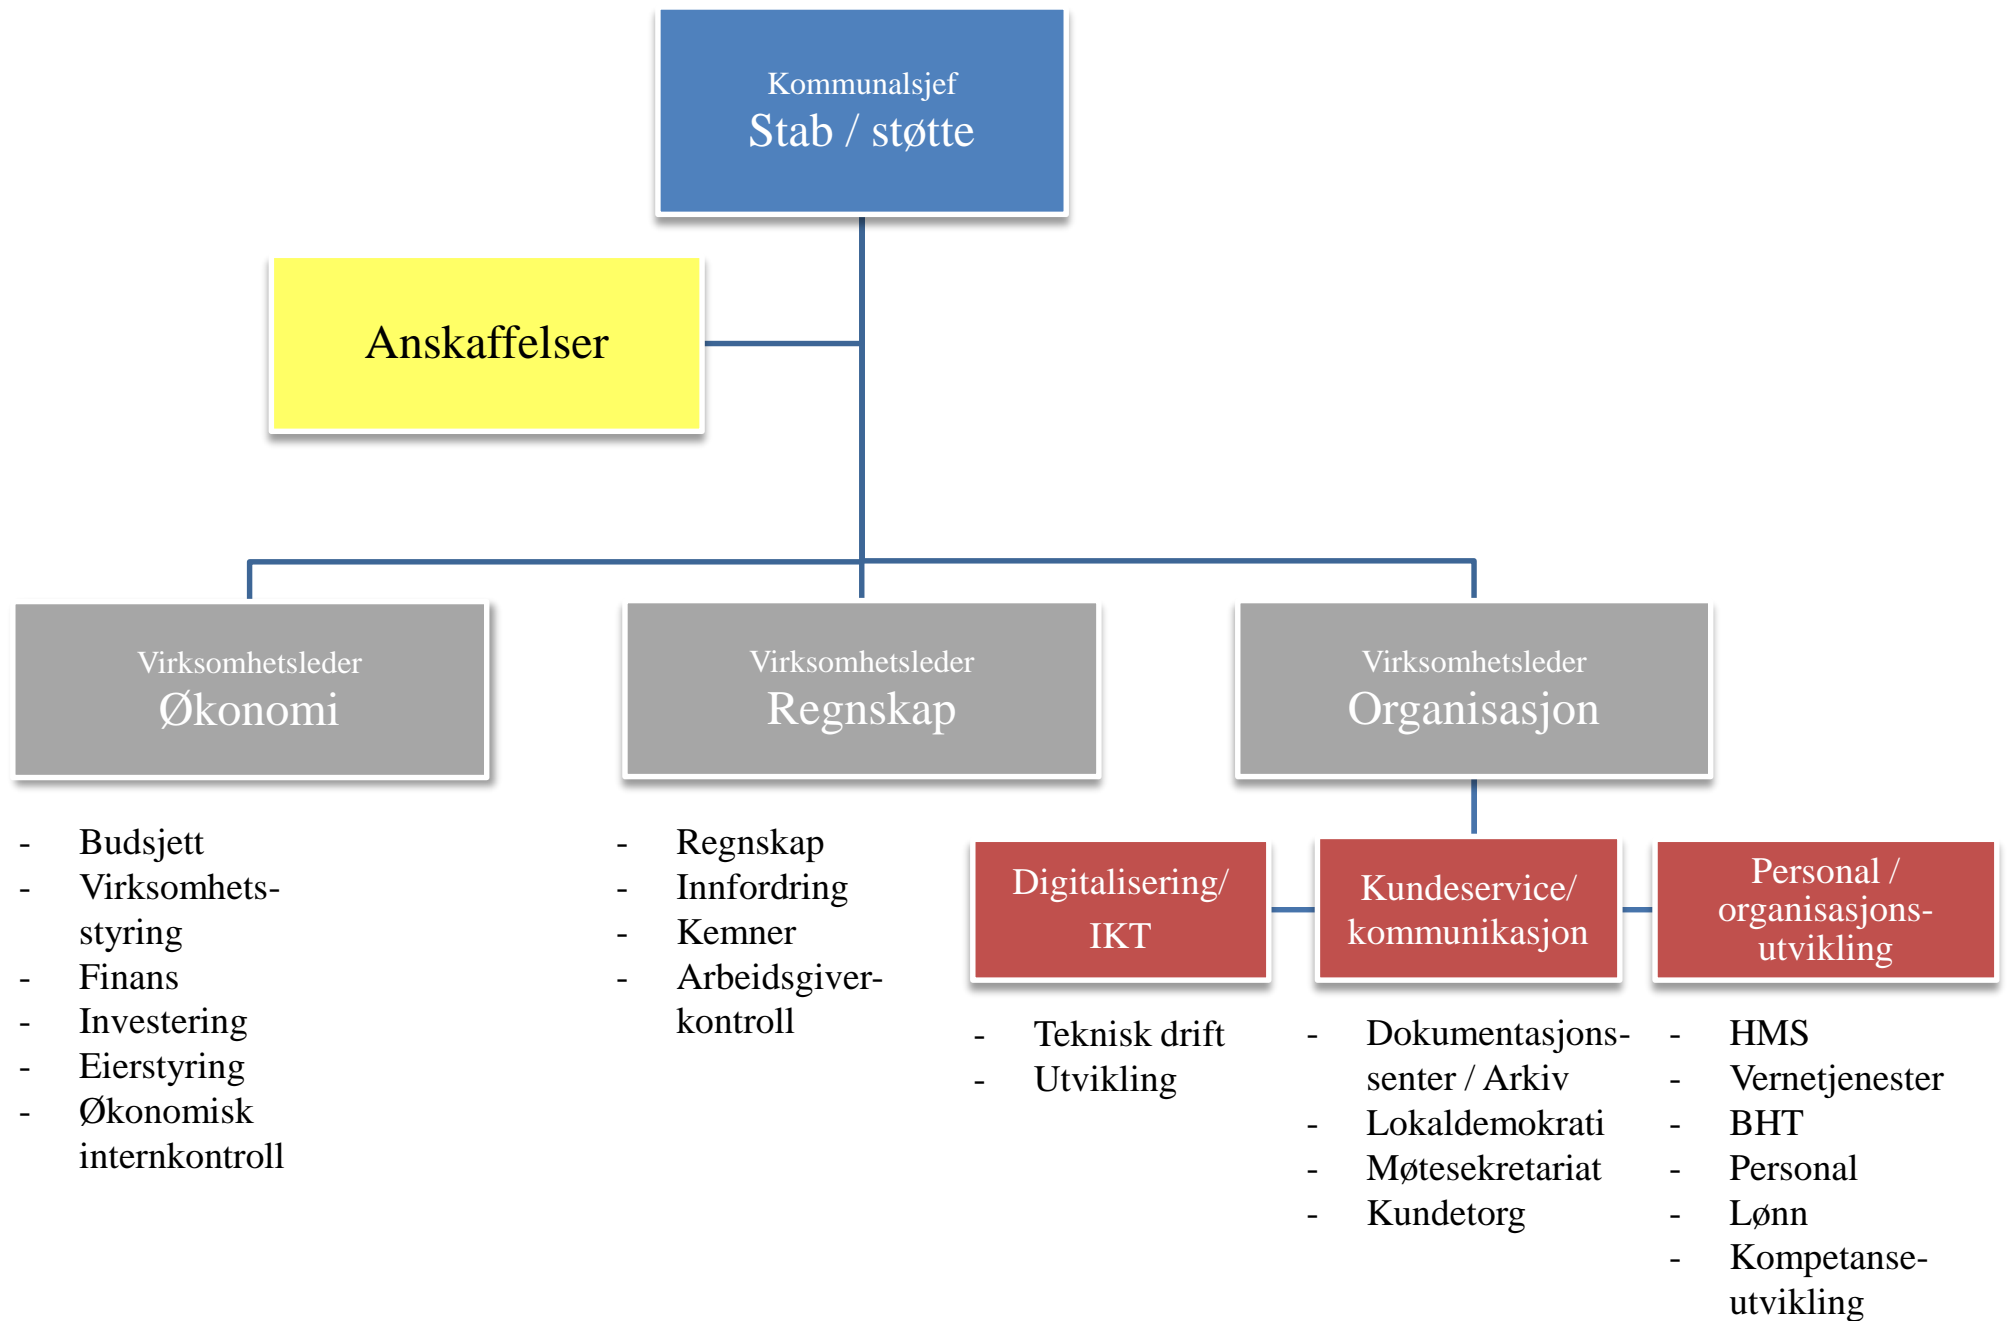 Kommunalsjef
Stab / støtte
Anskaffelser
Virksomhetsleder
Økonomi
Virksomhetsleder
Regnskap
Virksomhetsleder
Organisasjon
- Budsjett
- Virksomhets-
styring
- Finans
- Investering
- Eierstyring
- Økonomisk
internkontroll
- Regnskap
- Innfordring
- Kemner
- Arbeidsgiver-
kontroll
Digitalisering/
IKT
- Teknisk drift
- Utvikling
Kundeservice/
kommunikasjon
- Dokumentasjons-
senter / Arkiv
- Lokaldemokrati
- Møtesekretariat
- Kundetorg
Personal /
organisasjons-
utvikling
- HMS
- Vernetjenester
- BHT
- Personal
- Lønn
- Kompetanse-
utvikling